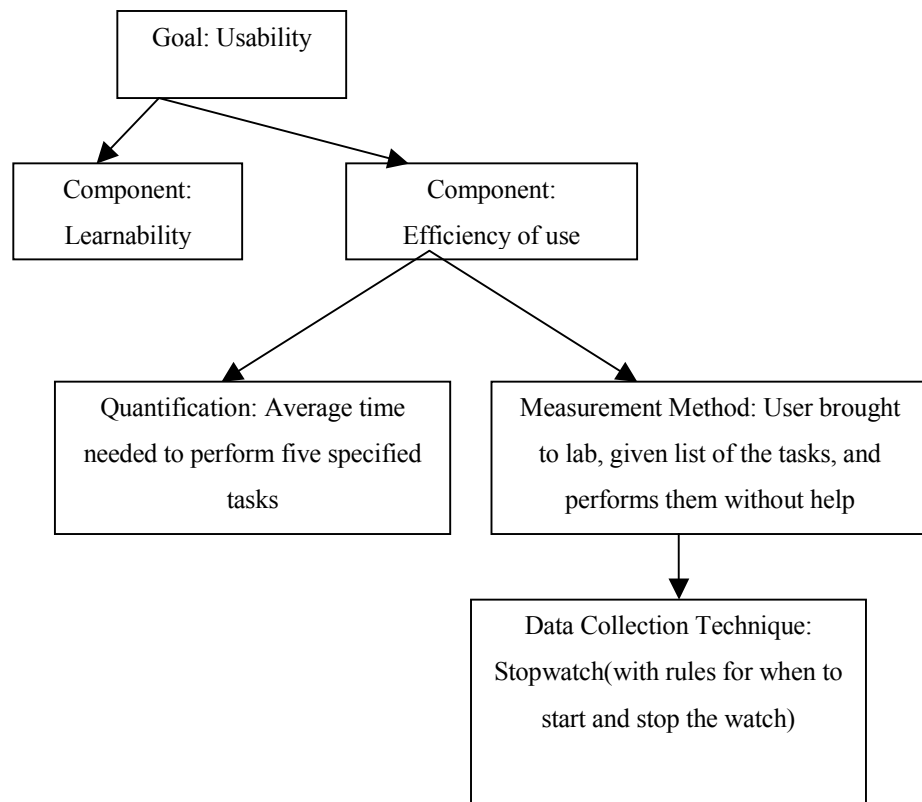 Goal: Usability
Component:
Learnability
Component:
Efficiency of use
Quantification: Average time
needed to perform five specified
tasks
Measurement Method: User brought
to lab, given list of the tasks, and
performs them without help
Data Collection Technique:
Stopwatch(with rules for when to
start and stop the watch)